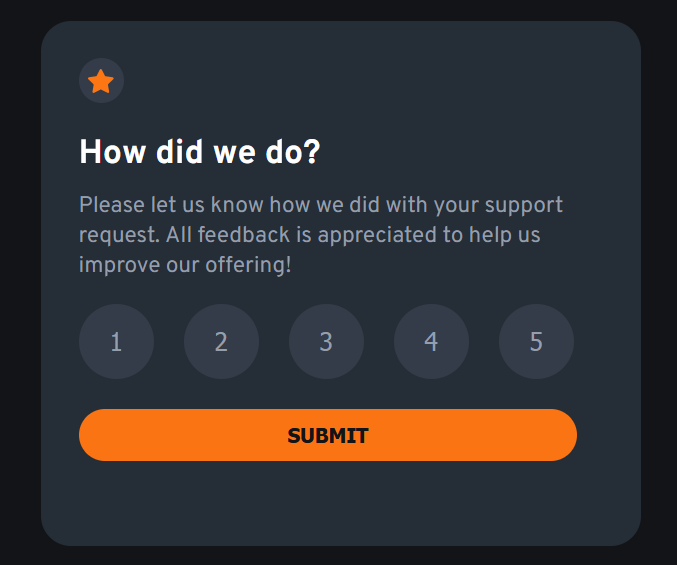 How did we do?
Please let us know how we did with your support
request. All feedback is appreciated to help us
improve our offering!
1 2 3 4 5
SUBMIT